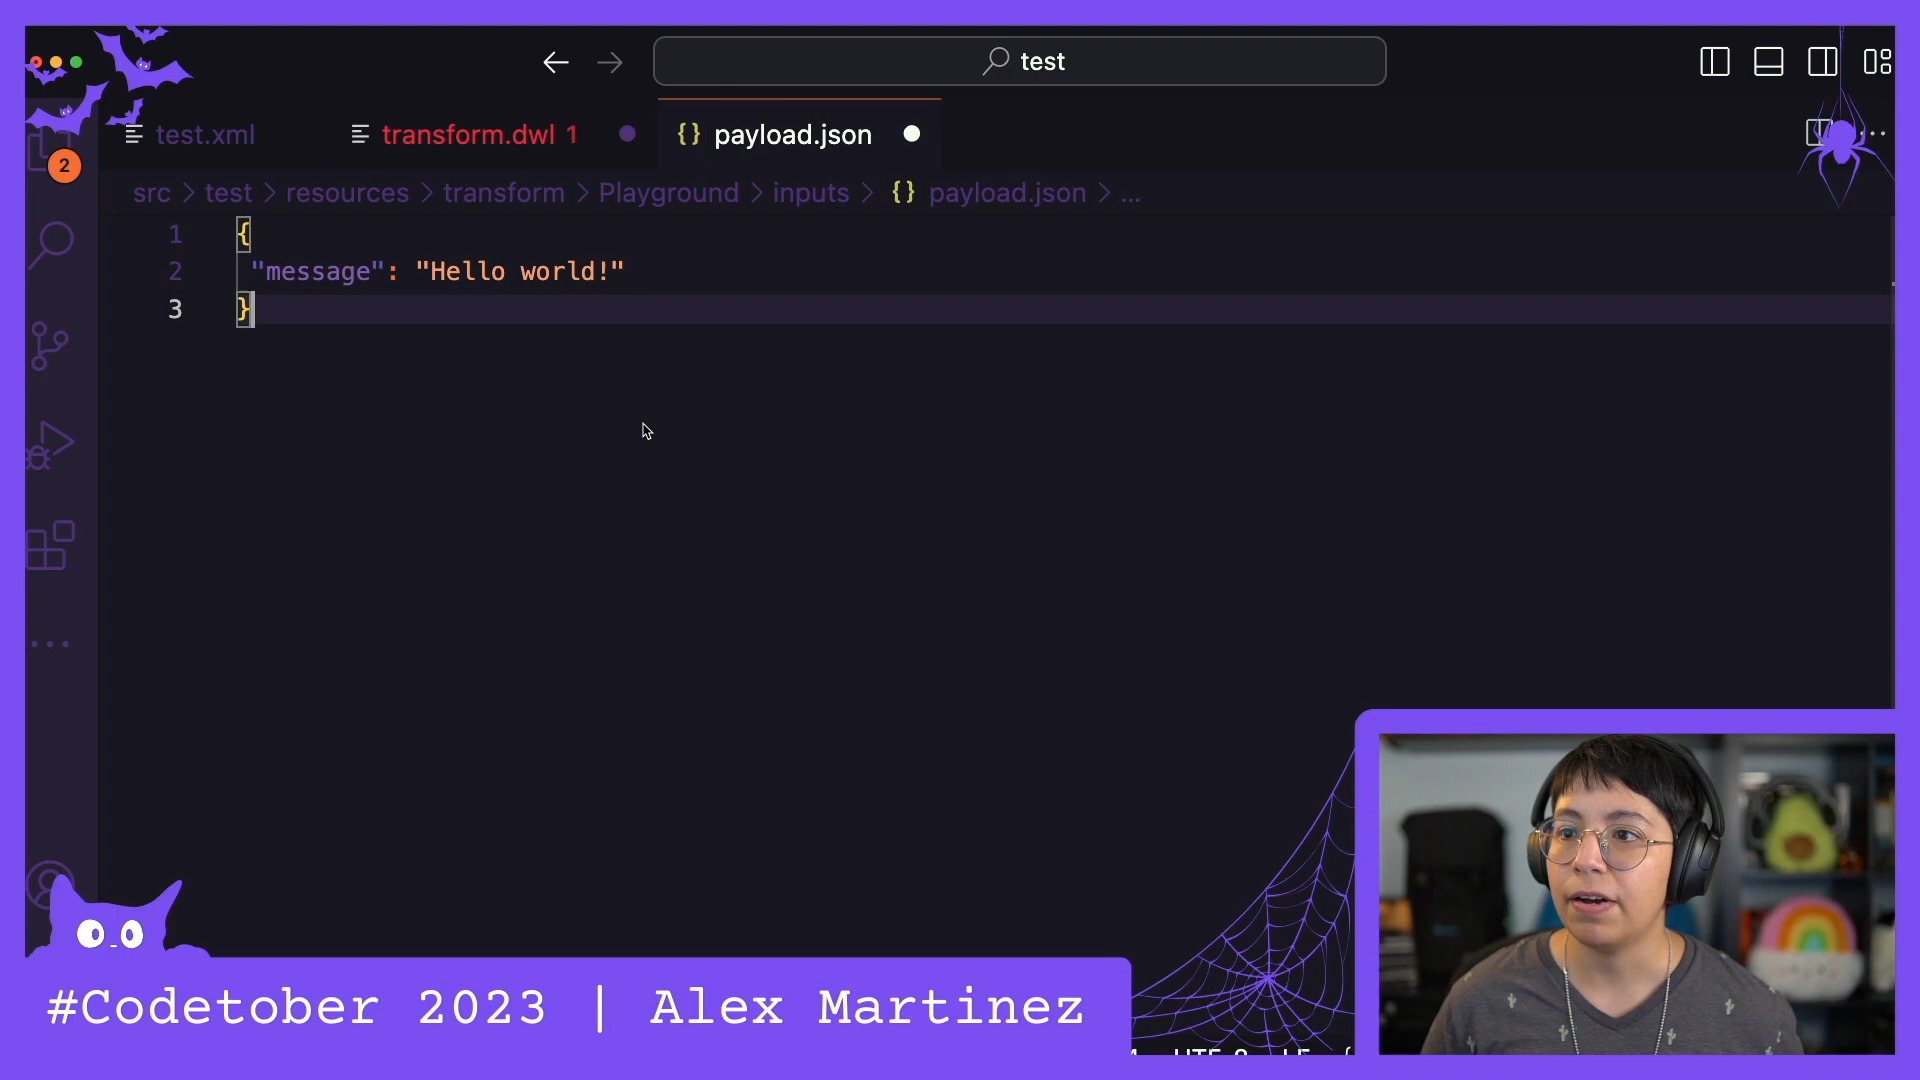 test
test.xml
transform.dwl 1
{} payload.json
2
src > test > resources > transform > Playground > inputs > {} payload.json > ...
1 {
2 "message": "Hello world!"
3 }
#Codetober 2023 | Alex Martinez